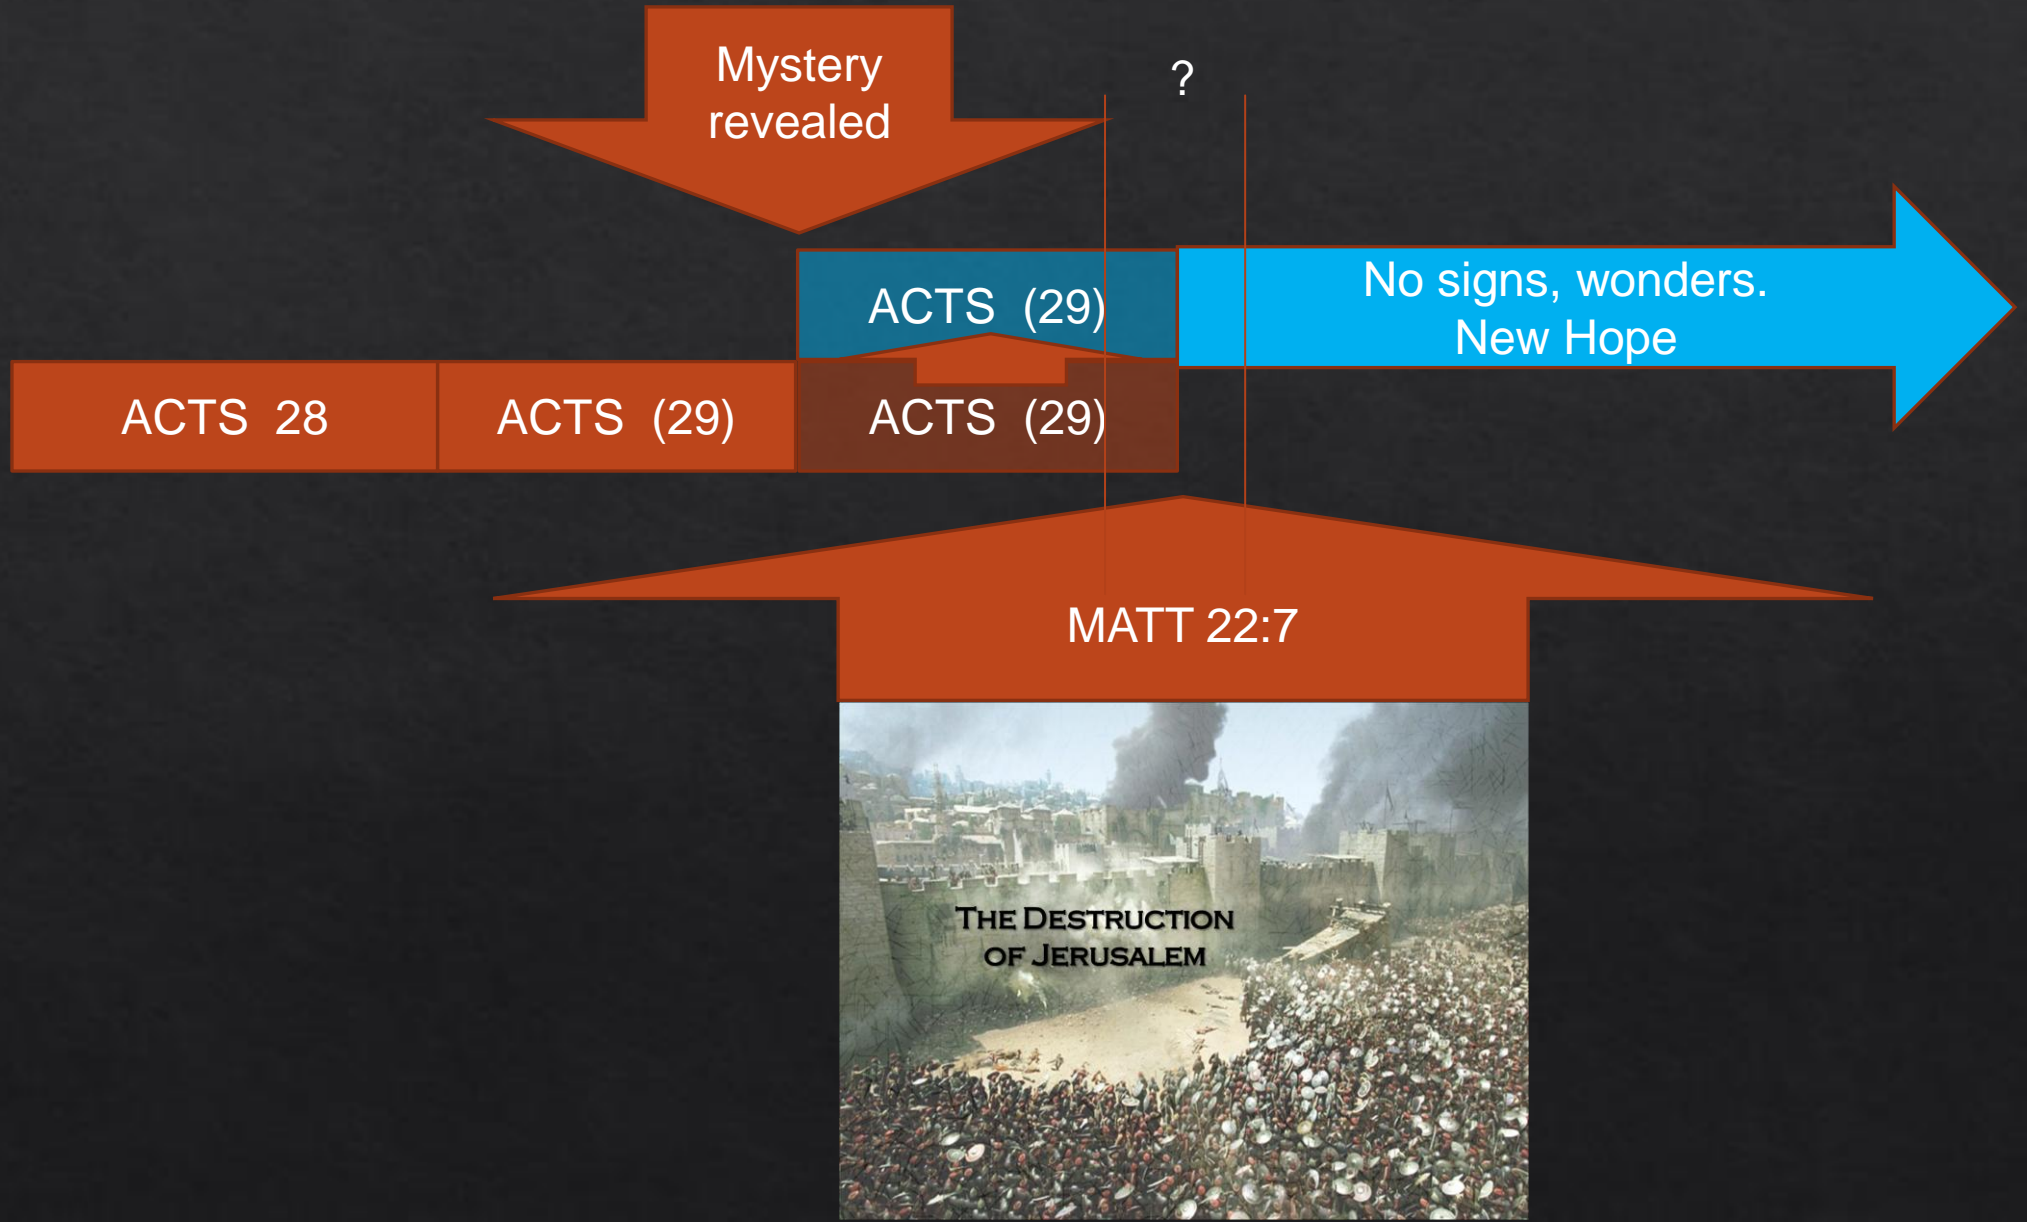 Mystery
revealed
?
ACTS (29)
No signs, wonders.
New Hope
ACTS 28
ACTS (29)
ACTS (29)
MATT 22:7
THE DESTRUCTION
OF JERUSALEM